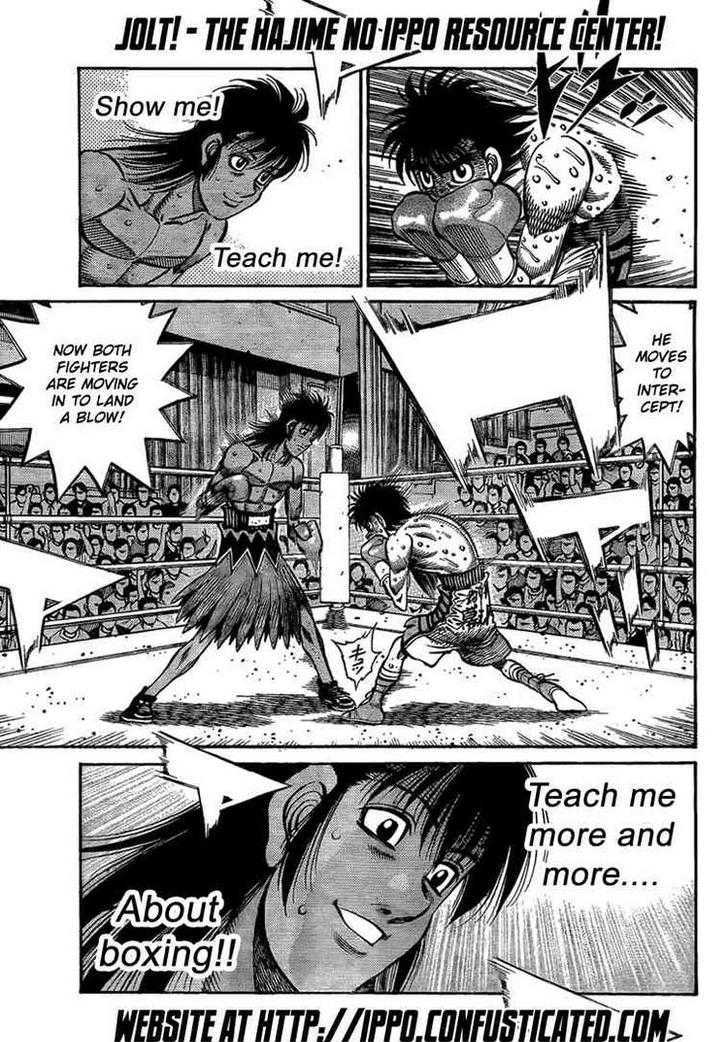 JOLT! - THE HAJIME NO IPPO RESOURCE CENTER!
Show me!
Teach me!
HE
MOVES
TO
INTER-
CEPT!
NOW BOTH
FIGHTERS
ARE MOVING
IN TO LAND
A BLOW!
Teach me
more and
more....
About
boxing!!
WEBSITE AT HTTP://IPPO.CONFUSTICATED.COM>